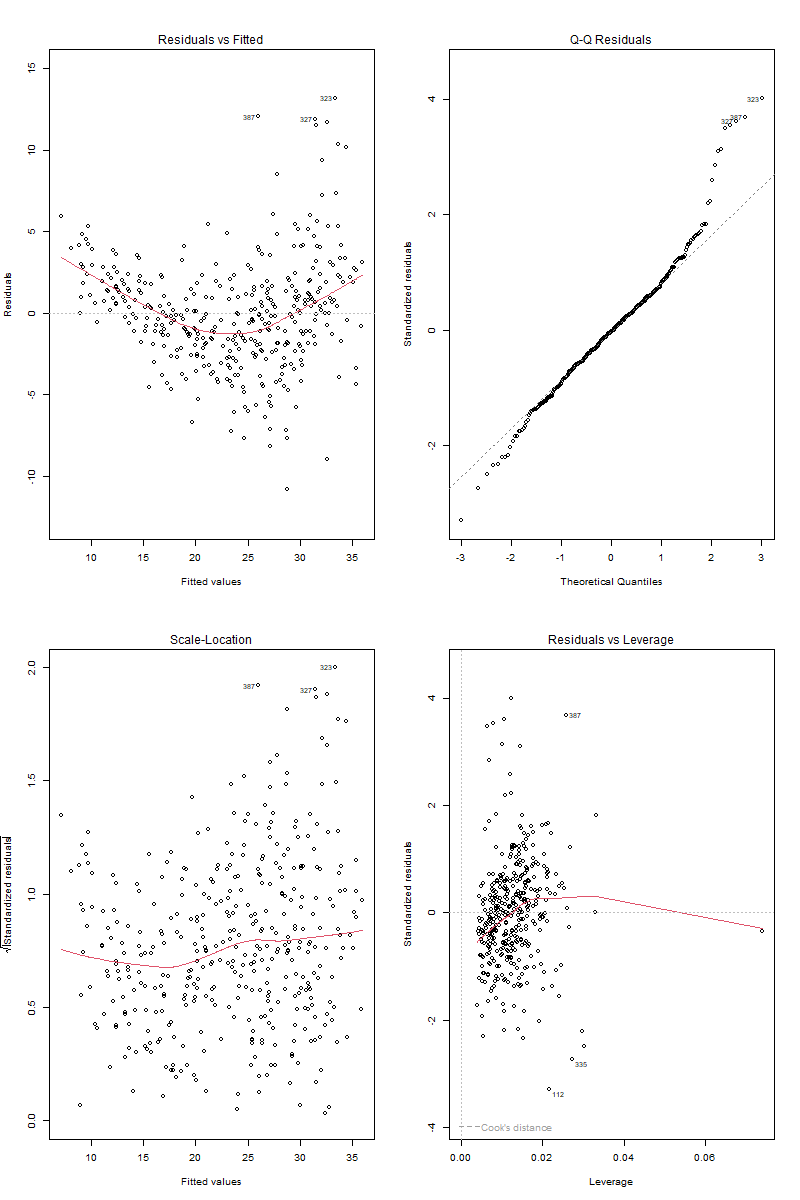 Residuals vs Fitted
15
10
5
0
-5
-10
Residuals
323
387
327
10 15 20 25 30 35
Fitted values
Q-Q Residuals
4
2
0
-2
Standardized residuals
323
387
327
-3 -2 -1 0 1 2 3
Theoretical Quantiles
Scale-Location
2.0
1.5
1.0
0.5
0.0
√|Standardized residuals|
323
387
327
10 15 20 25 30 35
Fitted values
Residuals vs Leverage
4
2
0
-2
-4
Standardized residuals
387
335
112
Cook's distance
0.00 0.02 0.04 0.06
Leverage